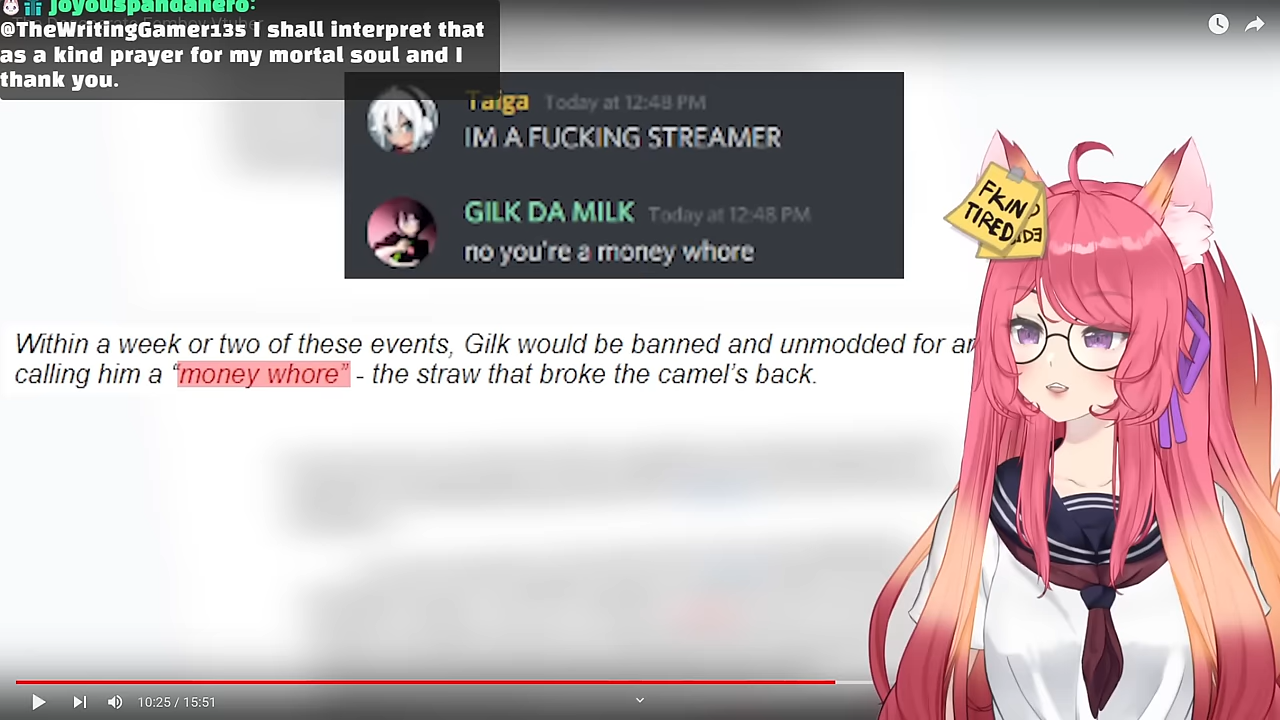 joyouspandahero:
@TheWritingGamer135 I shall interpret that
as a kind prayer for my mortal soul and I
thank you.
Taiga Today at 12:48 PM
IM A FUCKING STREAMER
GILK DA MILK Today at 12:48 PM
no you're a money whore
FKIN
TIRED
Within a week or two of these events, Gilk would be banned and unmodded for
calling him a “money whore” - the straw that broke the camel’s back.
10:25 / 15:51